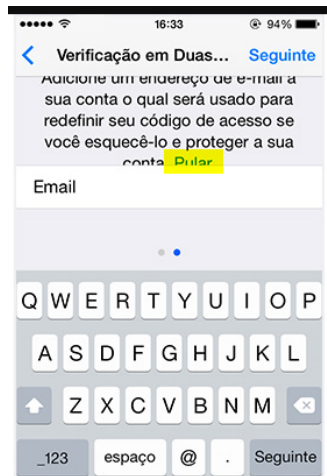 16:33
94%
Verificação em Duas... Seguinte
Adicione um endereço de e-mail a
sua conta o qual será usado para
redefinir seu código de acesso se
você esquecê-lo e proteger a sua
conta. Pular
Email
Q W E R T Y U I O P
A S D F G H J K L
Z X C V B N M
_123 espaço @ . Seguinte